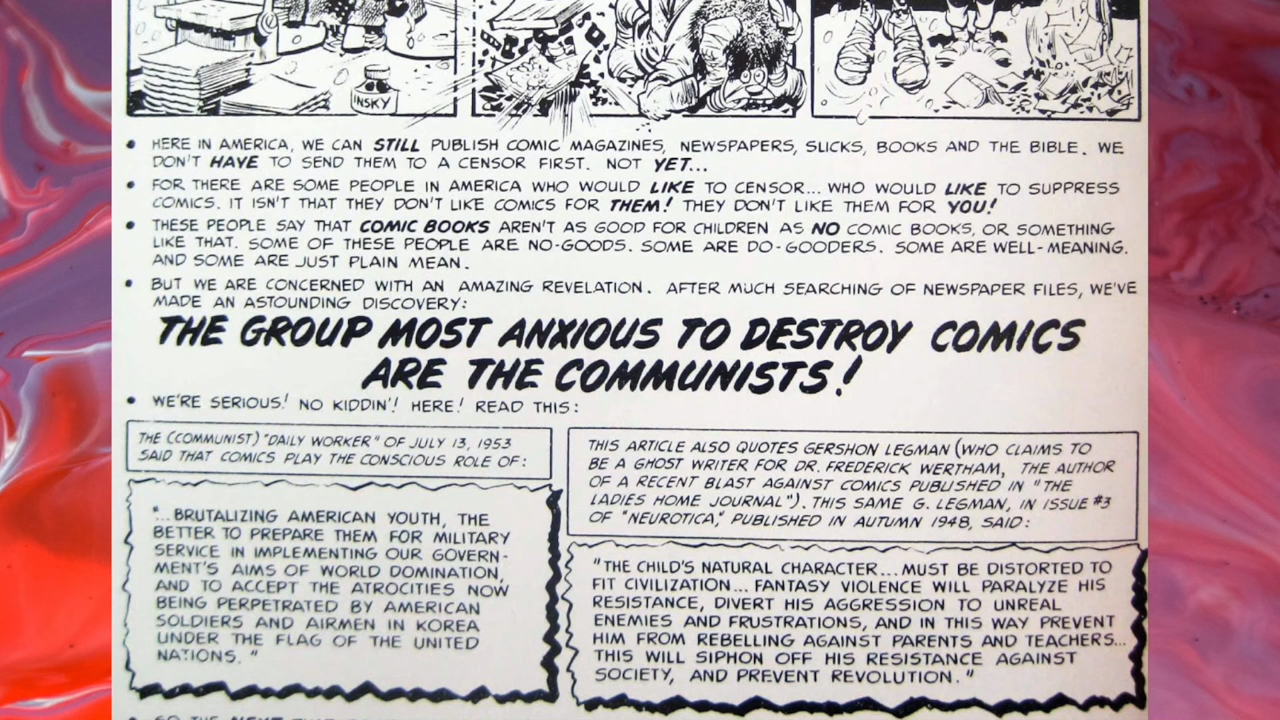 INSKY
• HERE IN AMERICA, WE CAN STILL PUBLISH COMIC MAGAZINES, NEWSPAPERS, SLICKS, BOOKS AND THE BIBLE. WE
DON'T HAVE TO SEND THEM TO A CENSOR FIRST. NOT YET...
• FOR THERE ARE SOME PEOPLE IN AMERICA WHO WOULD LIKE TO CENSOR... WHO WOULD LIKE TO SUPPRESS
COMICS. IT ISN'T THAT THEY DON'T LIKE COMICS FOR THEM! THEY DON'T LIKE THEM FOR YOU!
• THESE PEOPLE SAY THAT COMIC BOOKS AREN'T AS GOOD FOR CHILDREN AS NO COMIC BOOKS, OR SOMETHING
LIKE THAT. SOME OF THESE PEOPLE ARE NO-GOODS. SOME ARE DO-GOODERS. SOME ARE WELL-MEANING.
AND SOME ARE JUST PLAIN MEAN.
• BUT WE ARE CONCERNED WITH AN AMAZING REVELATION. AFTER MUCH SEARCHING OF NEWSPAPER FILES, WE'VE
MADE AN ASTOUNDING DISCOVERY:
THE GROUP MOST ANXIOUS TO DESTROY COMICS
ARE THE COMMUNISTS!
• WE'RE SERIOUS! NO KIDDIN'! HERE! READ THIS:
THE (COMMUNIST) "DAILY WORKER" OF JULY 13, 1953
SAID THAT COMICS PLAY THE CONSCIOUS ROLE OF:
"...BRUTALIZING AMERICAN YOUTH, THE
BETTER TO PREPARE THEM FOR MILITARY
SERVICE IN IMPLEMENTING OUR GOVERN-
MENT'S AIMS OF WORLD DOMINATION,
AND TO ACCEPT THE ATROCITIES NOW
BEING PERPETRATED BY AMERICAN
SOLDIERS AND AIRMEN IN KOREA
UNDER THE FLAG OF THE UNITED
NATIONS."
THIS ARTICLE ALSO QUOTES GERSHON LEGMAN (WHO CLAIMS TO
BE A GHOST WRITER FOR DR. FREDERICK WERTHAM, THE AUTHOR
OF A RECENT BLAST AGAINST COMICS PUBLISHED IN "THE
LADIES HOME JOURNAL"). THIS SAME G. LEGMAN, IN ISSUE #3
OF "NEUROTICA," PUBLISHED IN AUTUMN 1948, SAID:
"THE CHILD'S NATURAL CHARACTER...MUST BE DISTORTED TO
FIT CIVILIZATION... FANTASY VIOLENCE WILL PARALYZE HIS
RESISTANCE, DIVERT HIS AGGRESSION TO UNREAL
ENEMIES AND FRUSTRATIONS, AND IN THIS WAY PREVENT
HIM FROM REBELLING AGAINST PARENTS AND TEACHERS...
THIS WILL SIPHON OFF HIS RESISTANCE AGAINST
SOCIETY, AND PREVENT REVOLUTION."